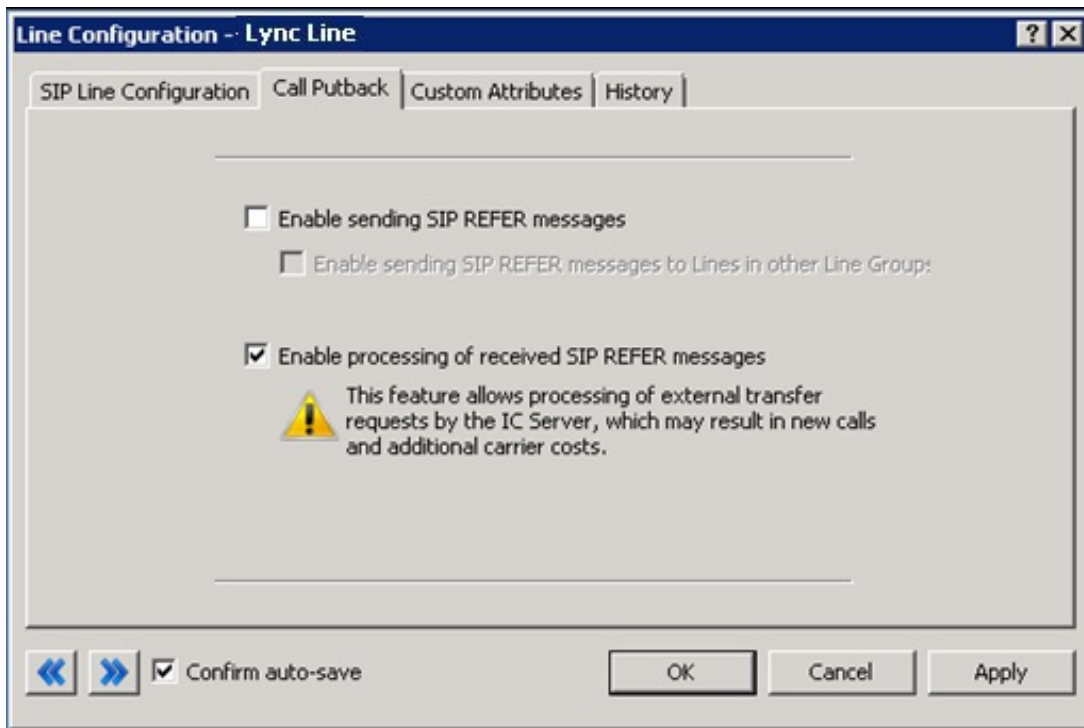 Line Configuration - Lync Line
SIP Line Configuration
Call Putback
Custom Attributes
History
Enable sending SIP REFER messages
Enable sending SIP REFER messages to Lines in other Line Groups
Enable processing of received SIP REFER messages
This feature allows processing of external transfer
requests by the IC Server, which may result in new calls
and additional carrier costs.
Confirm auto-save
OK
Cancel
Apply